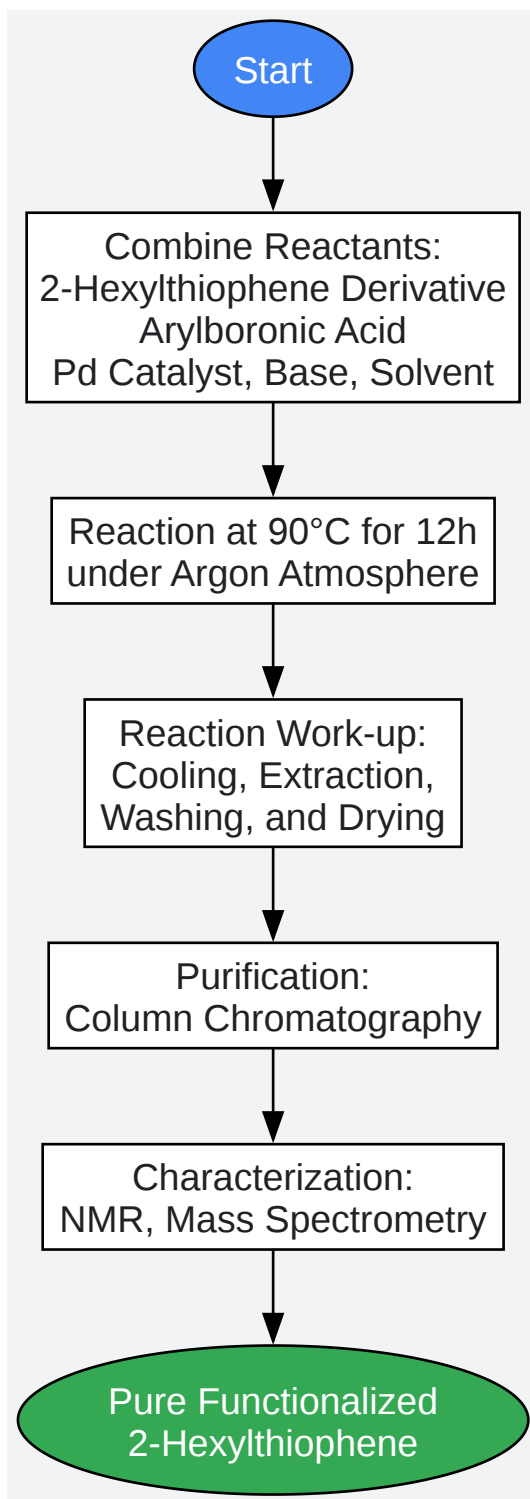 Start
Combine Reactants:
2-Hexylthiophene Derivative
Arylboronic Acid
Pd Catalyst, Base, Solvent
Reaction at 90°C for 12h
under Argon Atmosphere
Reaction Work-up:
Cooling, Extraction,
Washing, and Drying
Purification:
Column Chromatography
Characterization:
NMR, Mass Spectrometry
Pure Functionalized
2-Hexylthiophene